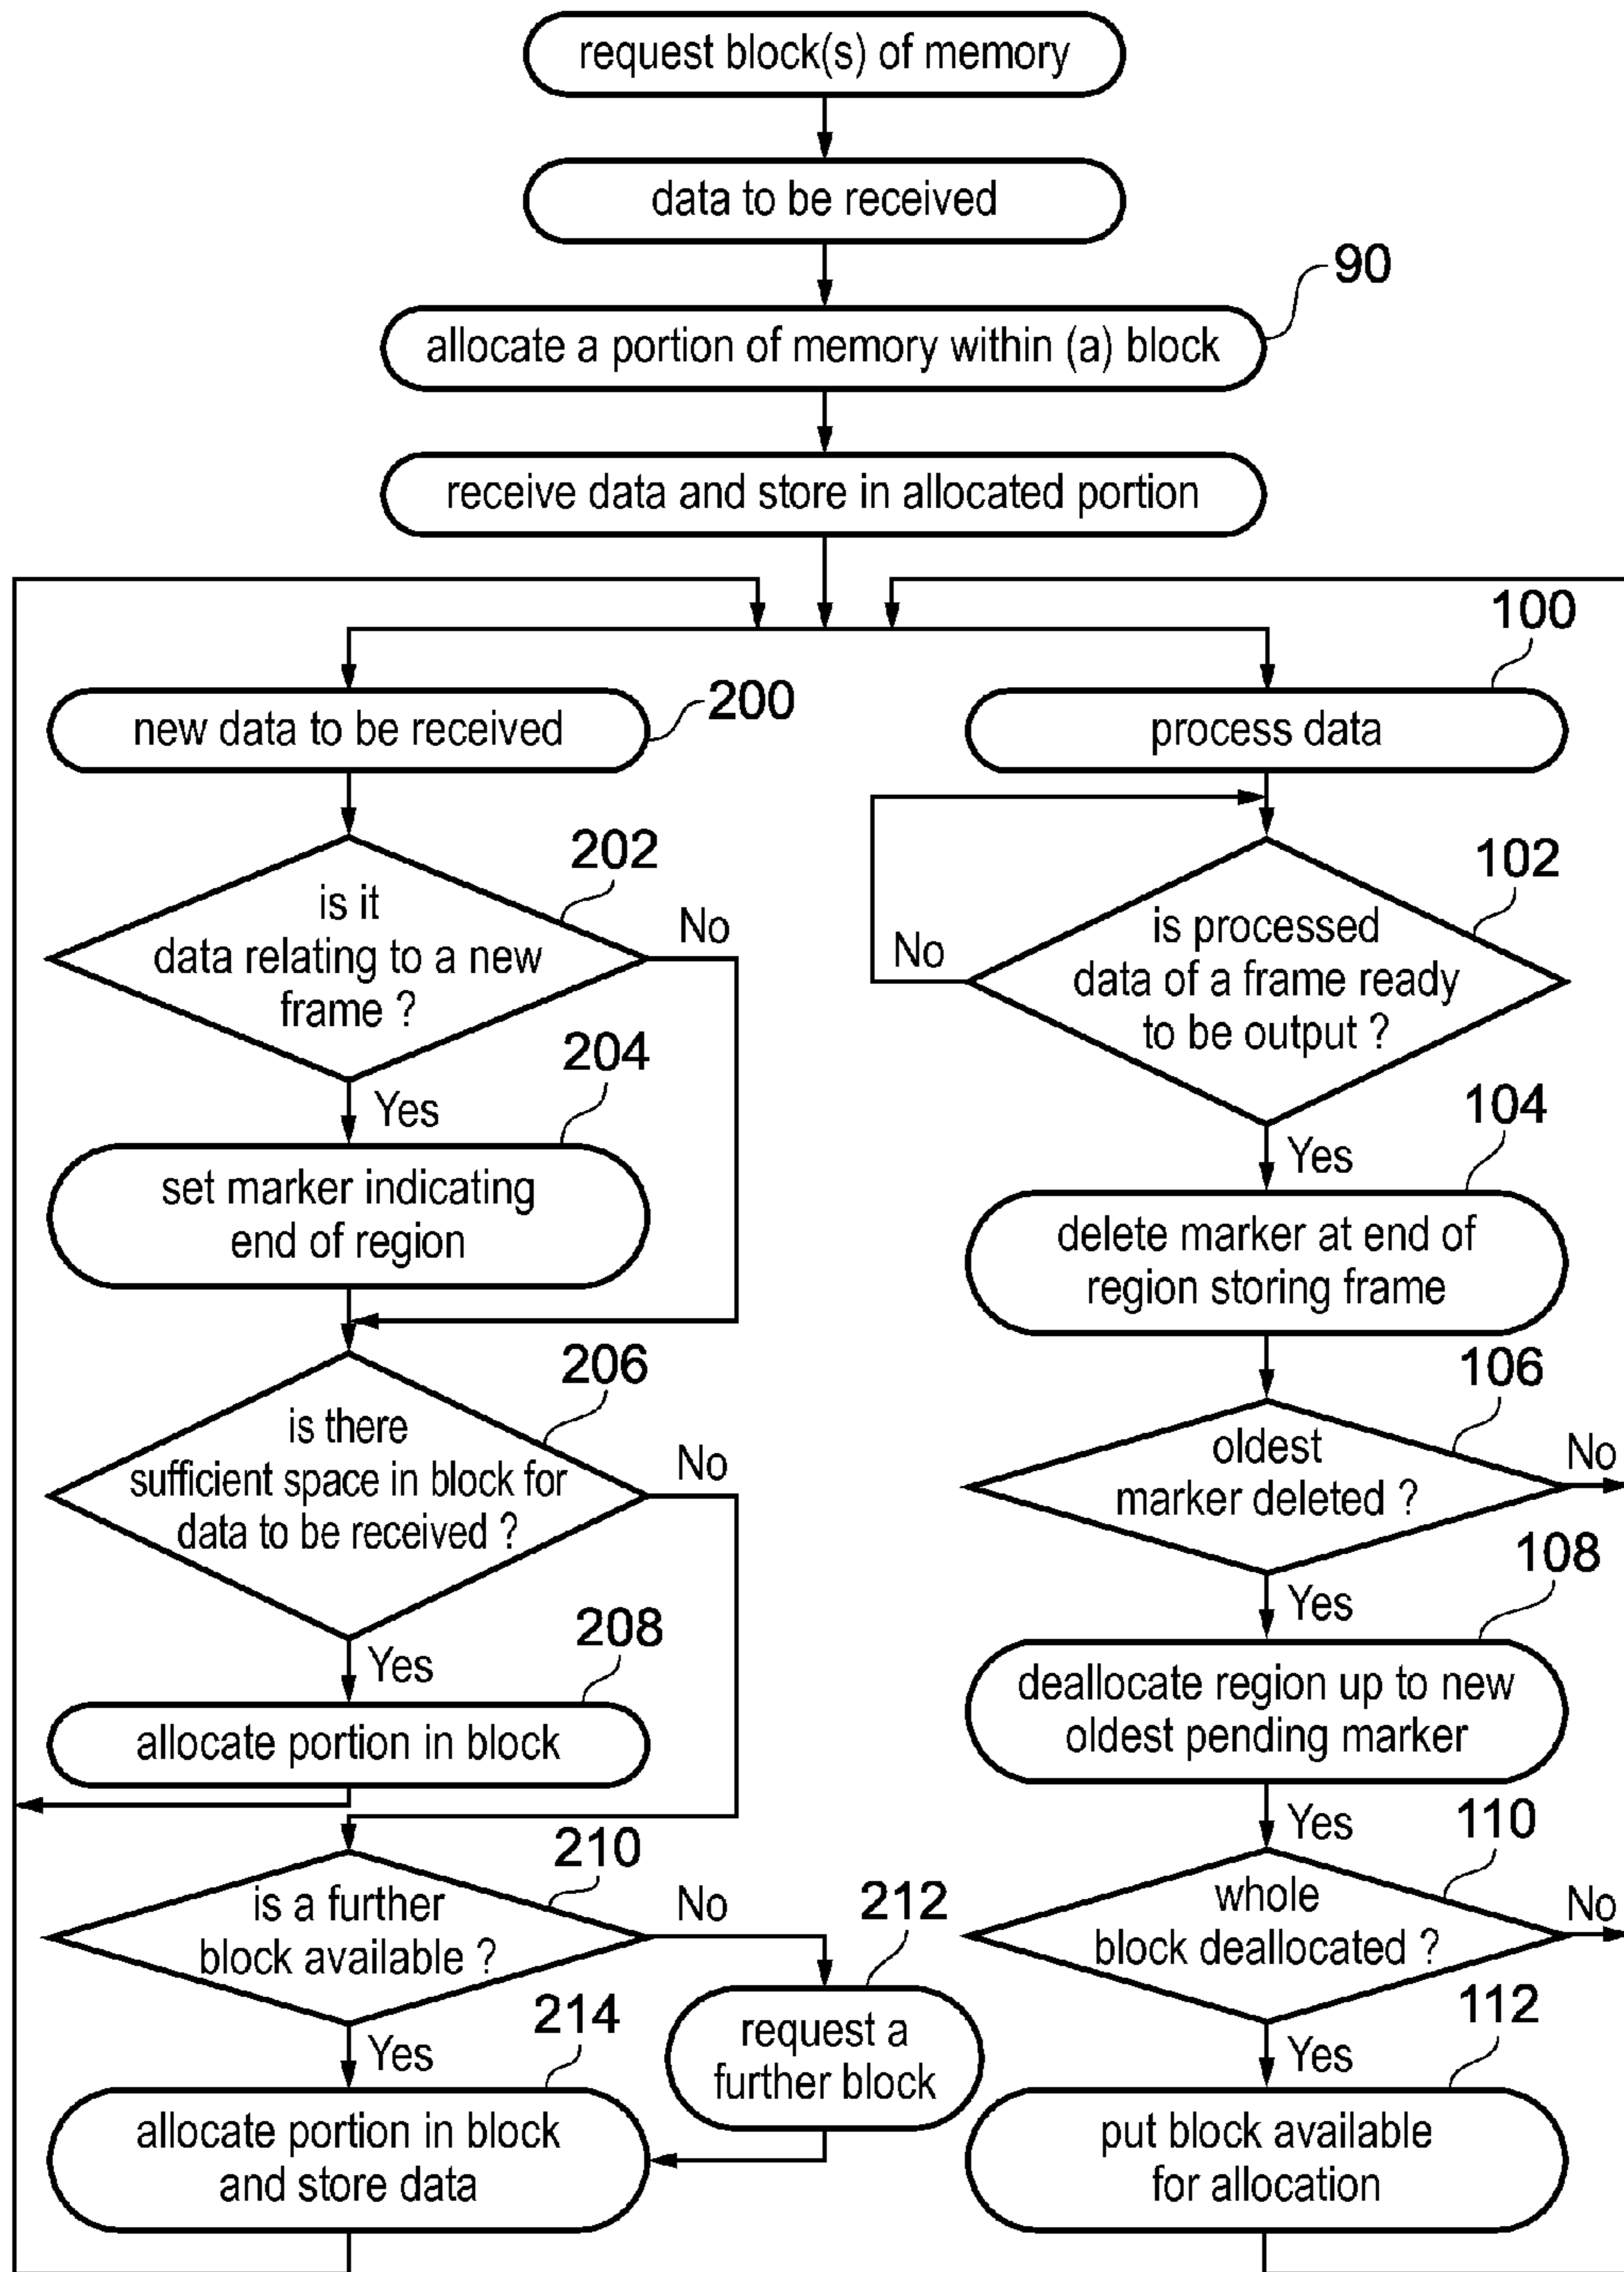 request block(s) of memory
data to be received
90
allocate a portion of memory within (a) block
receive data and store in allocated portion
200
new data to be received
202
is it
data relating to a new
frame ?
No
Yes
204
set marker indicating
end of region
206
is there
sufficient space in block for
data to be received ?
No
Yes
208
allocate portion in block
210
is a further
block available ?
No
212
request a
further block
Yes
214
allocate portion in block
and store data
100
process data
102
is processed
data of a frame ready
to be output ?
No
Yes
104
delete marker at end of
region storing frame
106
oldest
marker deleted ?
No
Yes
108
deallocate region up to new
oldest pending marker
Yes
110
whole
block deallocated ?
No
Yes
112
put block available
for allocation